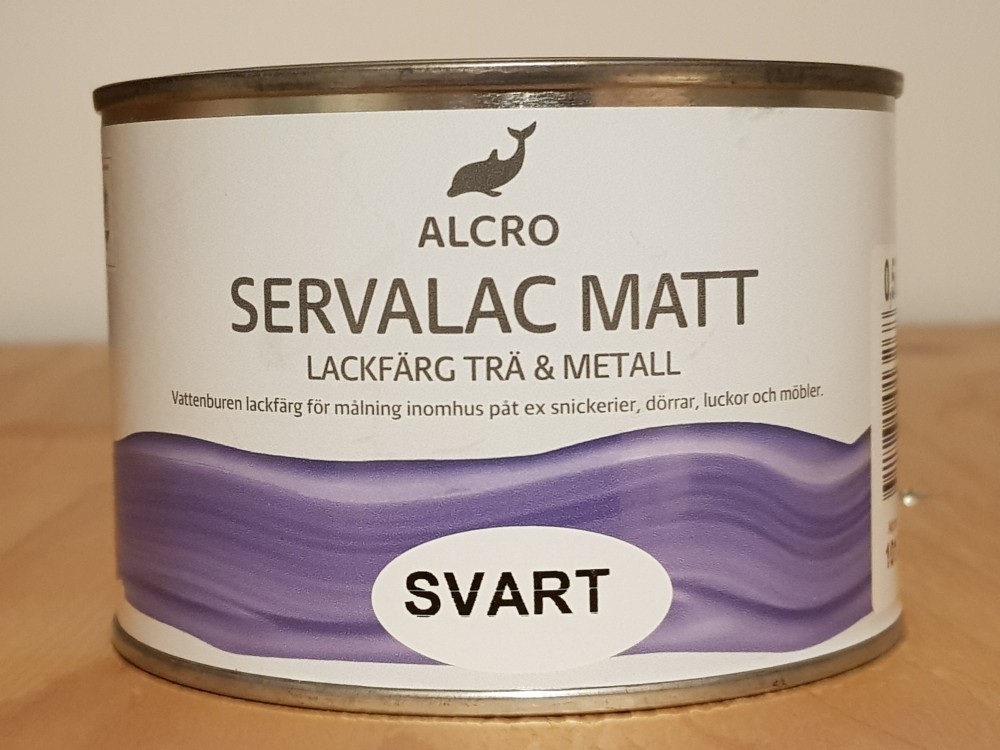 ALCRO
SERVALAC MATT
LACKFÄRG TRÄ & METALL
Vattenburen lackfärg för målning inomhus påt ex snickerier, dörrar, luckor och möbler.
SVART